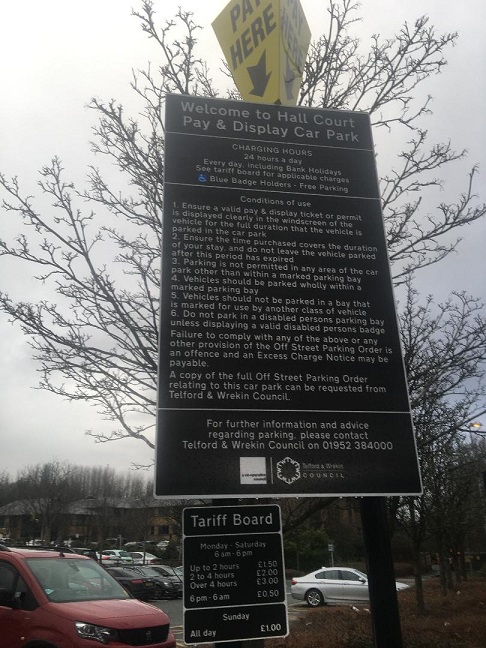 PAY
HERE
Welcome to Hall Court
Pay & Display Car Park
CHARGING HOURS
24 hours a day
Every day, including Bank Holidays
See tariff board for applicable charges
Blue Badge Holders - Free Parking
Conditions of use
1. Ensure a valid pay & display ticket or permit
is displayed clearly in the windscreen of the
vehicle for the full duration that the vehicle is
parked in the car park
2. Ensure the time purchased covers the duration
of your stay, and do not leave the vehicle parked
after this period has expired
3. Parking is not permitted in any area of the car
park other than within a marked parking bay
4. Vehicles should be parked wholly within a
marked parking bay
5. Vehicles should not be parked in a bay that
is marked for use by another class of vehicle
6. Do not park in a disabled persons parking bay
unless displaying a valid disabled persons badge
Failure to comply with any of the above or any
other provision of the Off Street Parking Order is
an offence and an Excess Charge Notice may be
payable.
A copy of the full Off Street Parking Order
relating to this car park can be requested from
Telford & Wrekin Council.
For further information and advice
regarding parking, please contact
Telford & Wrekin Council on 01952 384000
Telford & Wrekin
COUNCIL
Tariff Board
Monday - Saturday
6am - 6pm
Up to 2 hours £1.50
2 to 4 hours £2.00
Over 4 hours £3.00
6pm - 6am £0.50
Sunday
All day £1.00